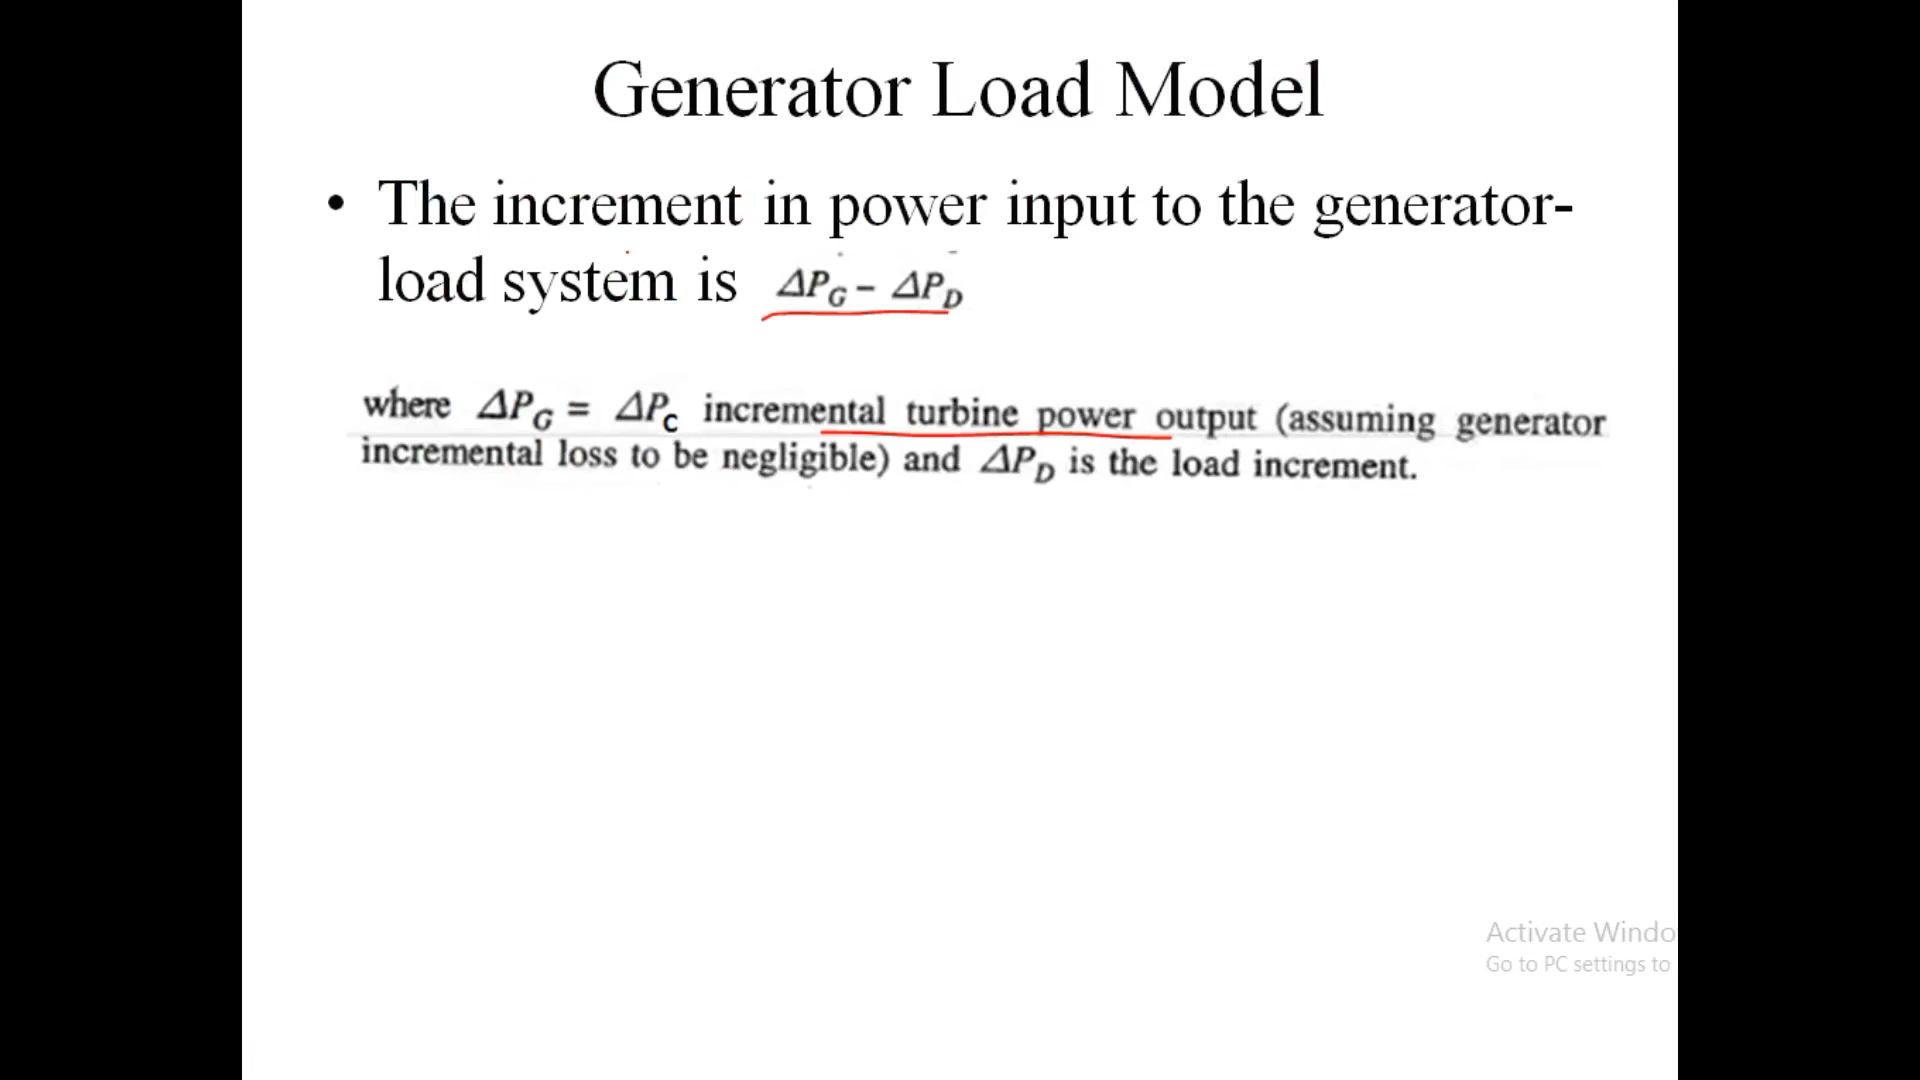 Generator Load Model
• The increment in power input to the generator-
load system is ΔP_G − ΔP_D
where ΔP_G = ΔP_C incremental turbine power output (assuming generator
incremental loss to be negligible) and ΔP_D is the load increment.
Activate Windo
Go to PC settings to